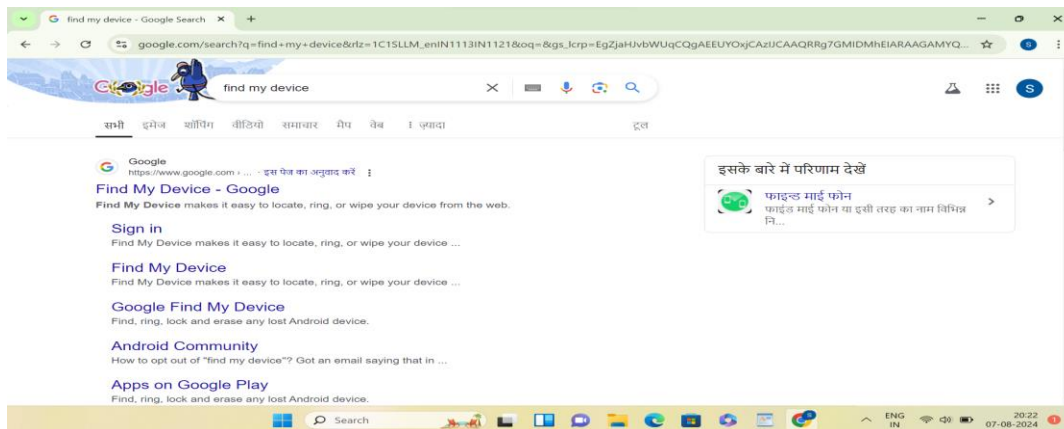 find my device - Google Search
google.com/search?q=find+my+device&rlz=1C1SLLM_enIN1113IN1121&oq=&gs_lcrp=EgZjaHJvbWUqCQgAEEUYOxjCAzIJCAAQRRg7GMIDMhEIARAAGAMYQ...
S
Google
find my device
S
सभी इमेज शॉपिंग वीडियो समाचार मैप वेब ज़्यादा टूल
Google
https://www.google.com › ... · इस पेज का अनुवाद करें
Find My Device - Google
Find My Device makes it easy to locate, ring, or wipe your device from the web.
Sign in
Find My Device makes it easy to locate, ring, or wipe your device ...
Find My Device
Find My Device makes it easy to locate, ring, or wipe your device ...
Google Find My Device
Find, ring, lock and erase any lost Android device.
Android Community
How to opt out of "find my device"? Got an email saying that in ...
Apps on Google Play
Find, ring, lock and erase any lost Android device.
इसके बारे में परिणाम देखें
फाइन्ड माई फोन
फाईंड माई फोन या इसी तरह का नाम विभिन्न
नि...
Search
ENG
IN
20:22
07-08-2024